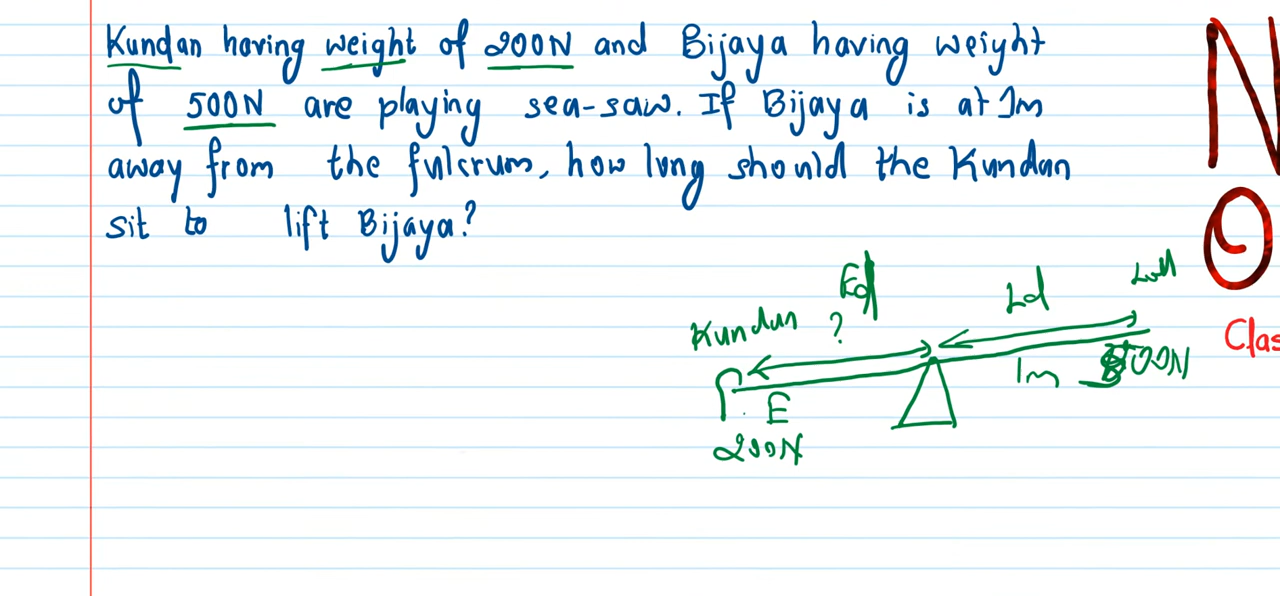 Kundan having weight of 200N and Bijaya having weight
of 500N are playing sea-saw. If Bijaya is at 1m
away from the fulcrum, how long should the Kundan
sit to lift Bijaya?
N
O
Clas
Ed
Ld
Kundan ?
1m 500N
E
200N